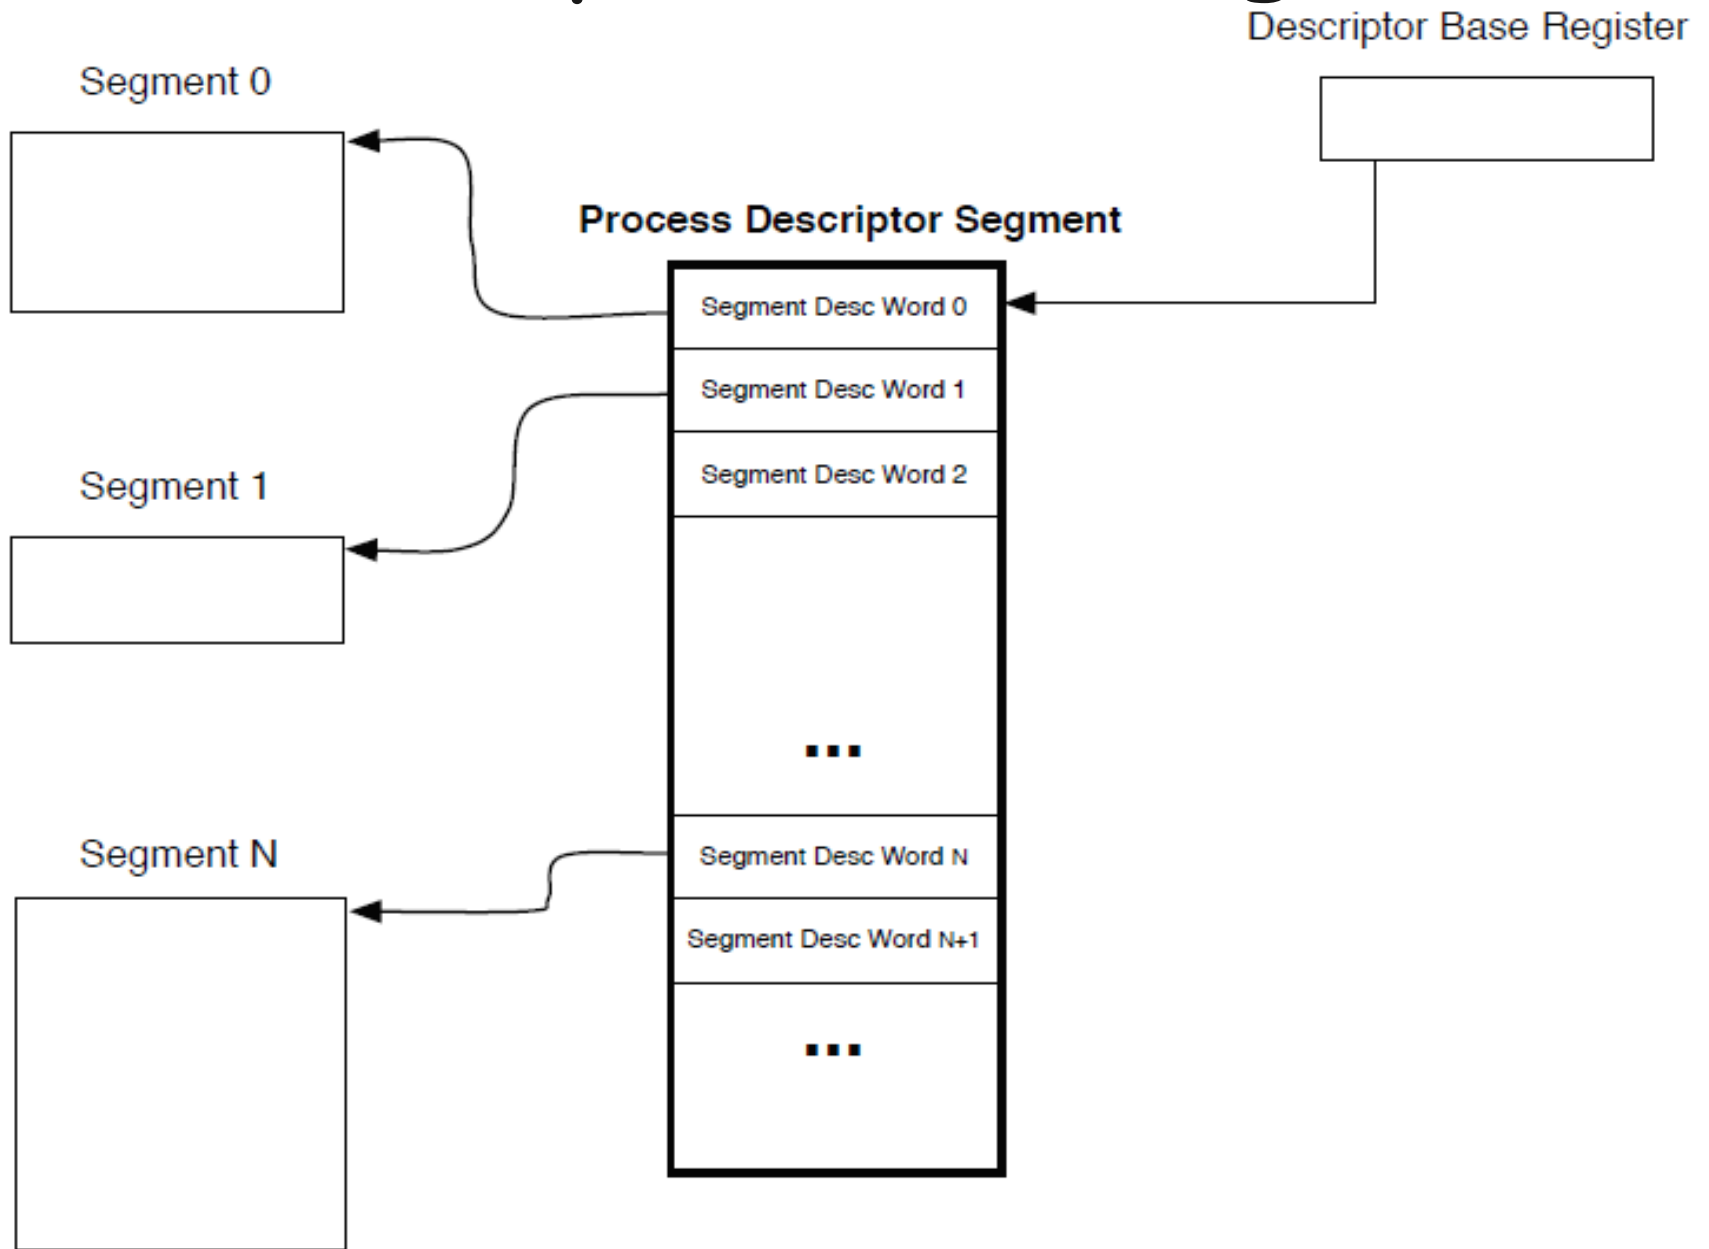 Descriptor Base Register
Segment 0
Process Descriptor Segment
Segment Desc Word 0
Segment Desc Word 1
Segment Desc Word 2
Segment 1
...
Segment N
Segment Desc Word N
Segment Desc Word N+1
...